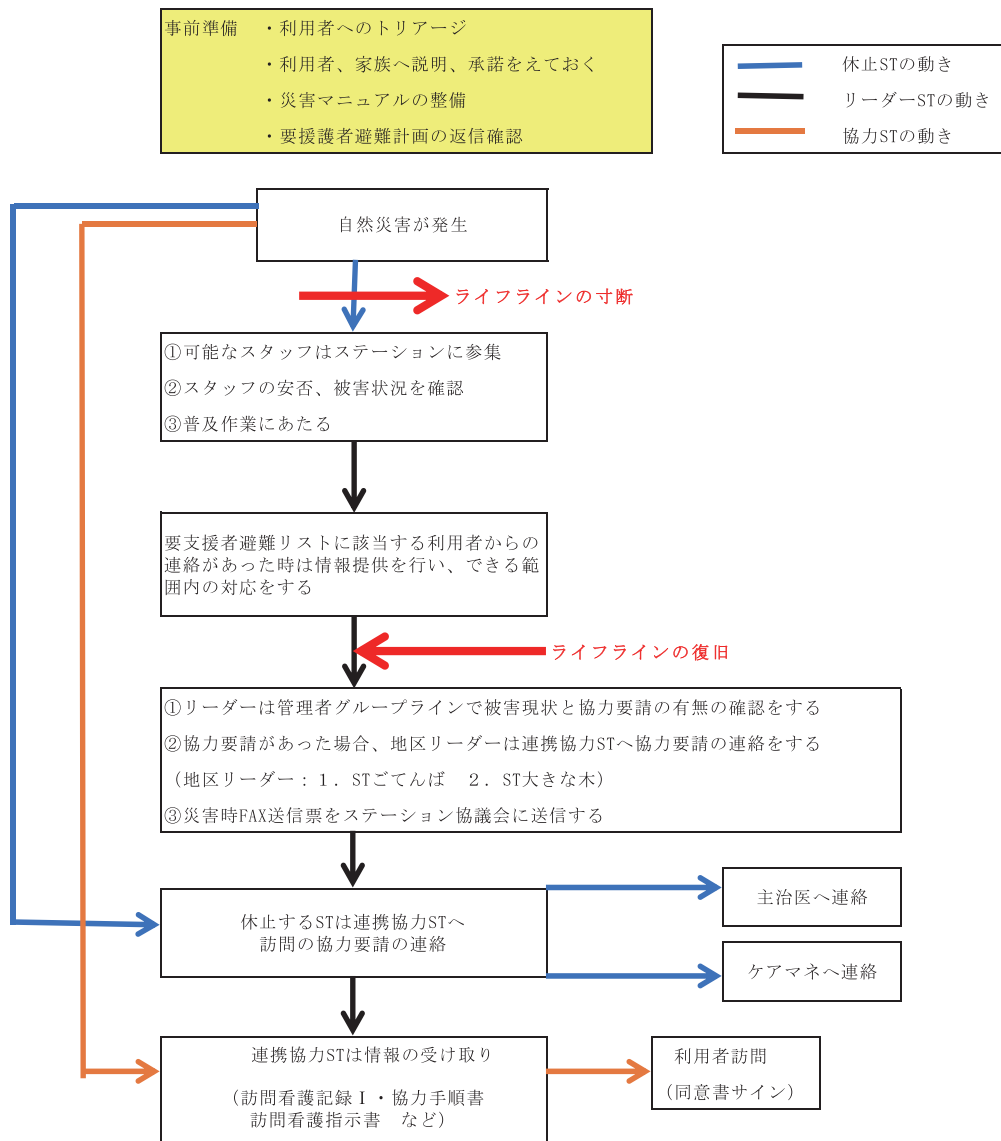 事前準備　・利用者へのトリアージ
・利用者、家族へ説明、承諾をえておく
・災害マニュアルの整備
・要援護者避難計画の返信確認
休止STの動き
リーダーSTの動き
協力STの動き
自然災害が発生
ライフラインの寸断
①可能なスタッフはステーションに参集
②スタッフの安否、被害状況を確認
③普及作業にあたる
要支援者避難リストに該当する利用者からの
連絡があった時は情報提供を行い、できる範
囲内の対応をする
ライフラインの復旧
①リーダーは管理者グループラインで被害現状と協力要請の有無の確認をする
②協力要請があった場合、地区リーダーは連携協力STへ協力要請の連絡をする
（地区リーダー：１．STごてんば　２．ST大きな木）
③災害時FAX送信票をステーション協議会に送信する
休止するSTは連携協力STへ
訪問の協力要請の連絡
主治医へ連絡
ケアマネへ連絡
連携協力STは情報の受け取り
（訪問看護記録Ⅰ・協力手順書
訪問看護指示書　など）
利用者訪問
（同意書サイン）